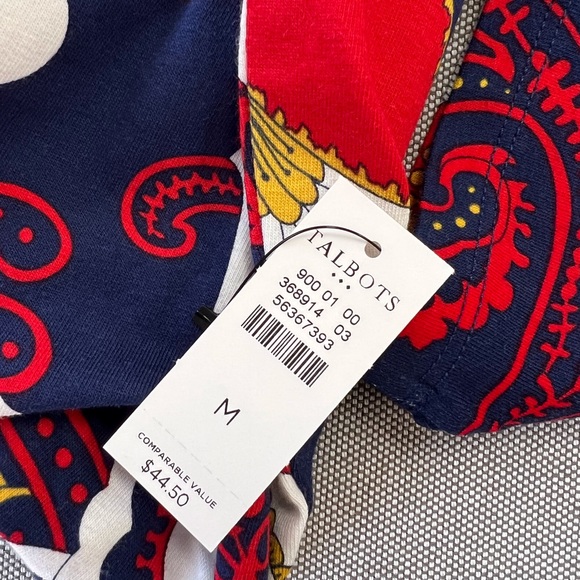 TALBOTS
900 01 00
368914 03
56367393
M
COMPARABLE VALUE
$44.50